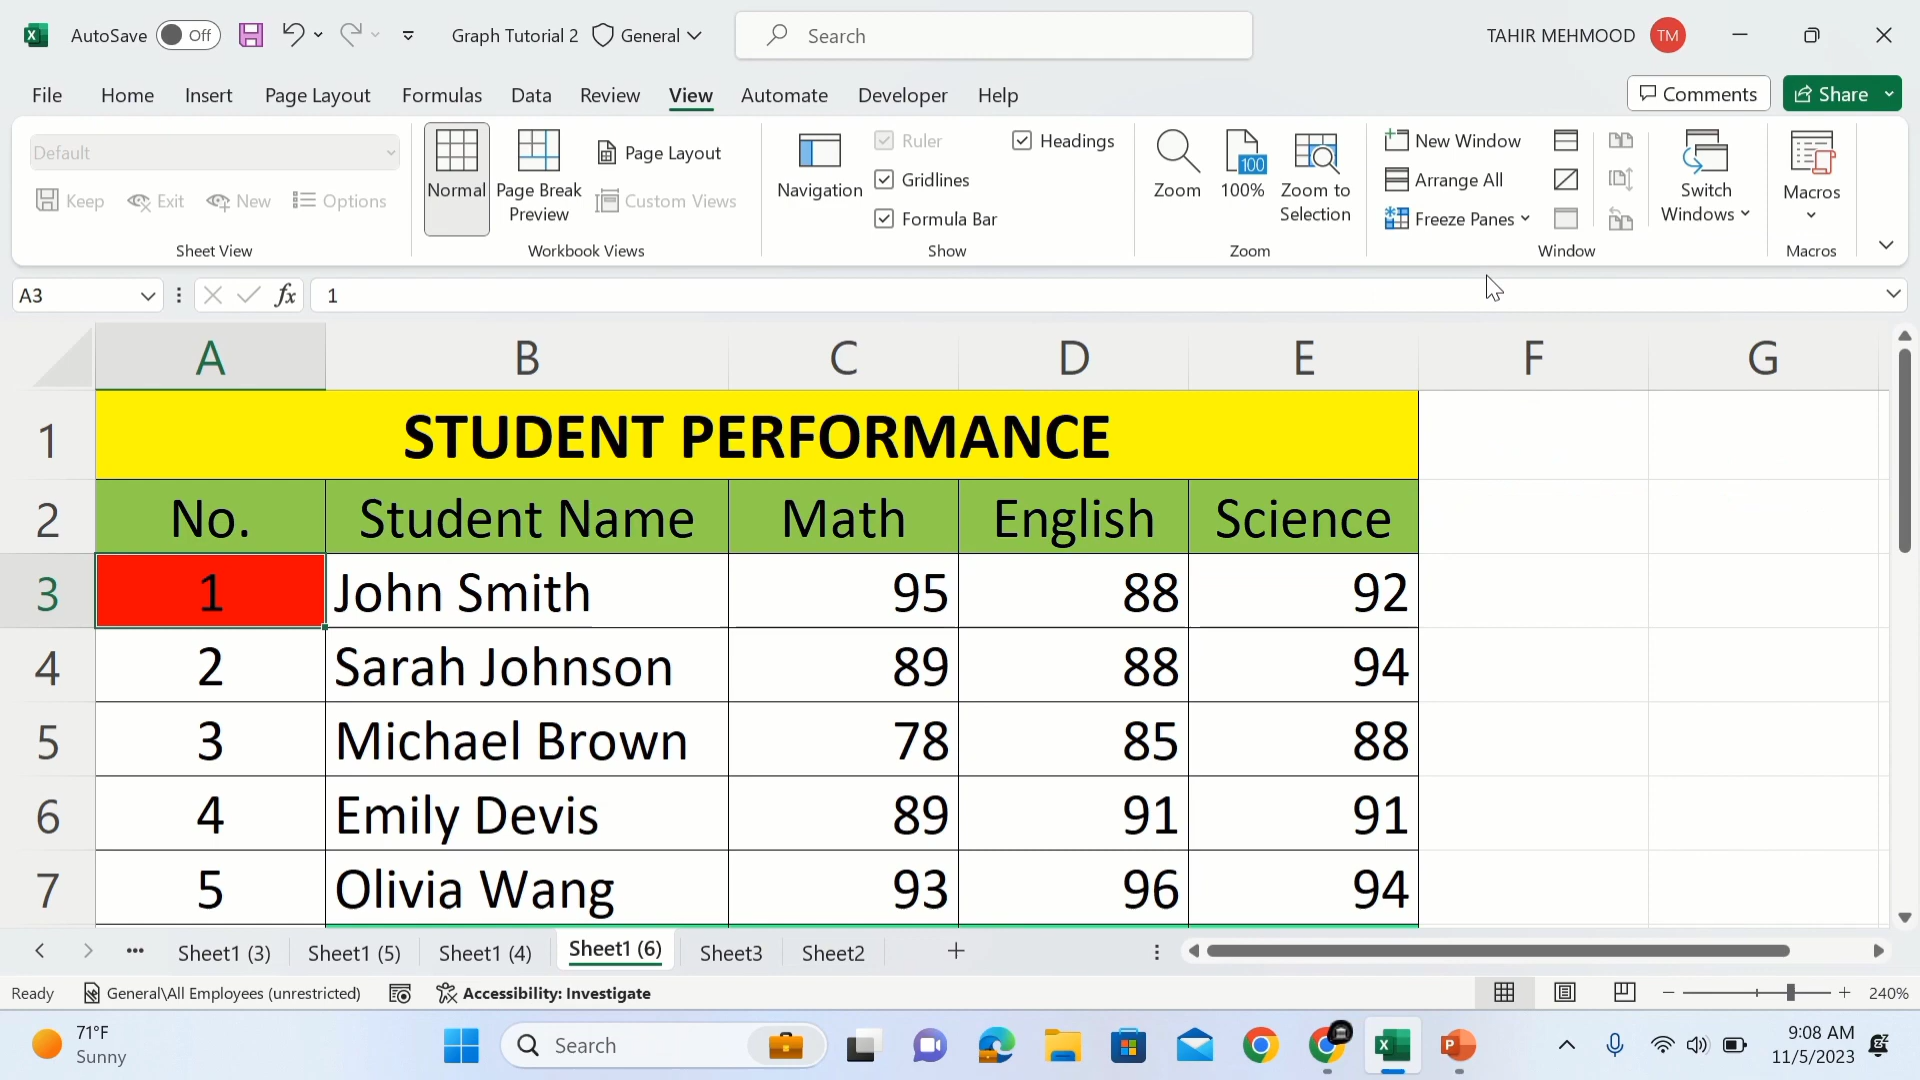 AutoSave Off Graph Tutorial 2 General Search TAHIR MEHMOOD TM
File Home Insert Page Layout Formulas Data Review View Automate Developer Help Comments Share
Default
Keep Exit New Options
Sheet View
Normal Page Break Preview Page Layout Custom Views
Workbook Views
Navigation Ruler Gridlines Formula Bar Headings
Show
Zoom 100 100% Zoom to Selection
Zoom
New Window
Arrange All
Freeze Panes
Switch Windows
Window
Macros
Macros
A3 fx 1
A B C D E F G
1 STUDENT PERFORMANCE
2 No. Student Name Math English Science
3 1 John Smith 95 88 92
4 2 Sarah Johnson 89 88 94
5 3 Michael Brown 78 85 88
6 4 Emily Devis 89 91 91
7 5 Olivia Wang 93 96 94
Sheet1 (3) Sheet1 (5) Sheet1 (4) Sheet1 (6) Sheet3 Sheet2
Ready General\All Employees (unrestricted) Accessibility: Investigate 240%
71°F
Sunny
Search
9:08 AM
11/5/2023